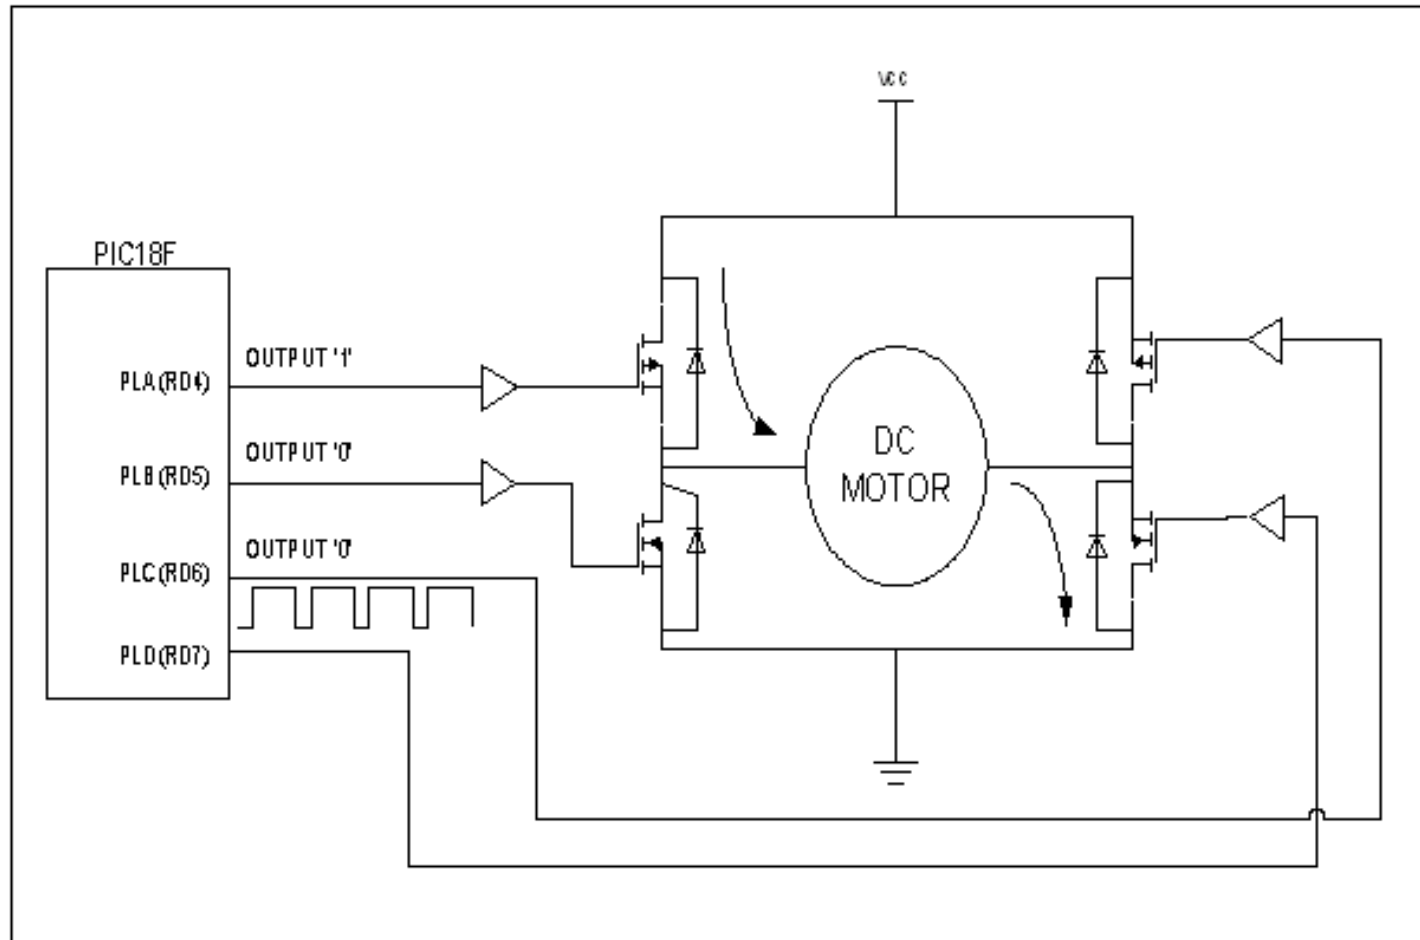 VCC
PIC18F
OUTPUT '1'
PLA(RD4)
OUTPUT '0'
PLB(RD5)
OUTPUT '0'
PLC(RD6)
PLD(RD7)
DC
MOTOR